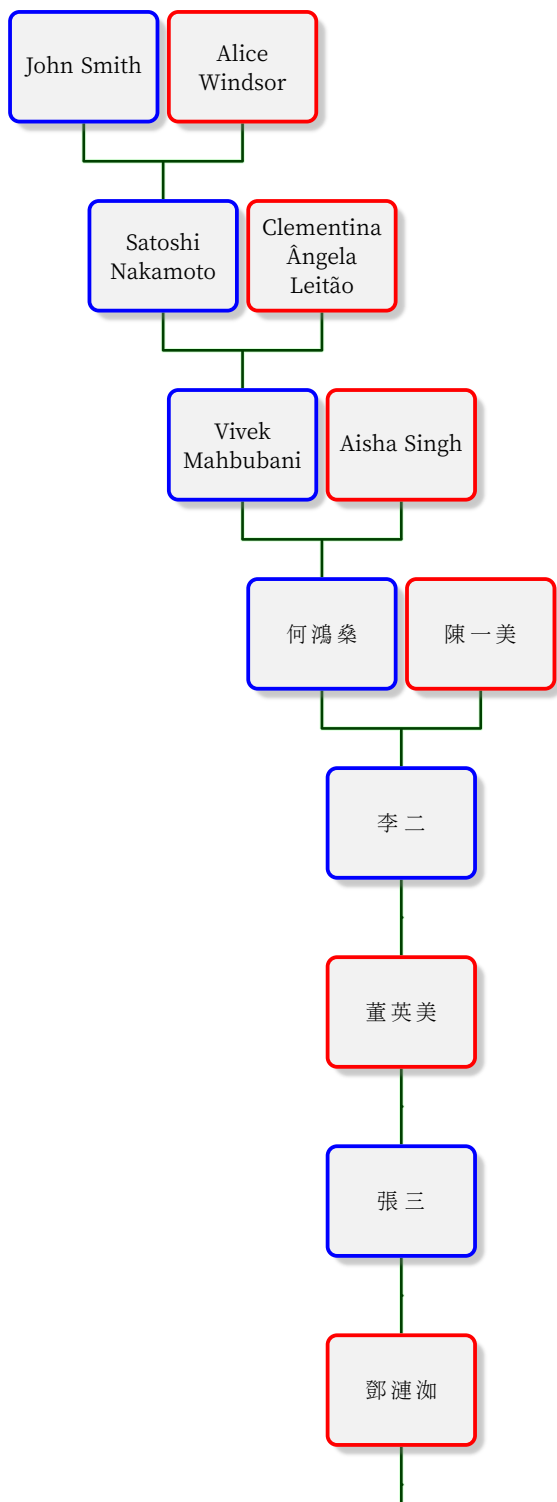 John Smith
Alice
Windsor
Satoshi
Nakamoto
Clementina
Ângela
Leitão
Vivek
Mahbubani
Aisha Singh
何鴻燊
陳一美
李二
董英美
張三
鄧漣洳